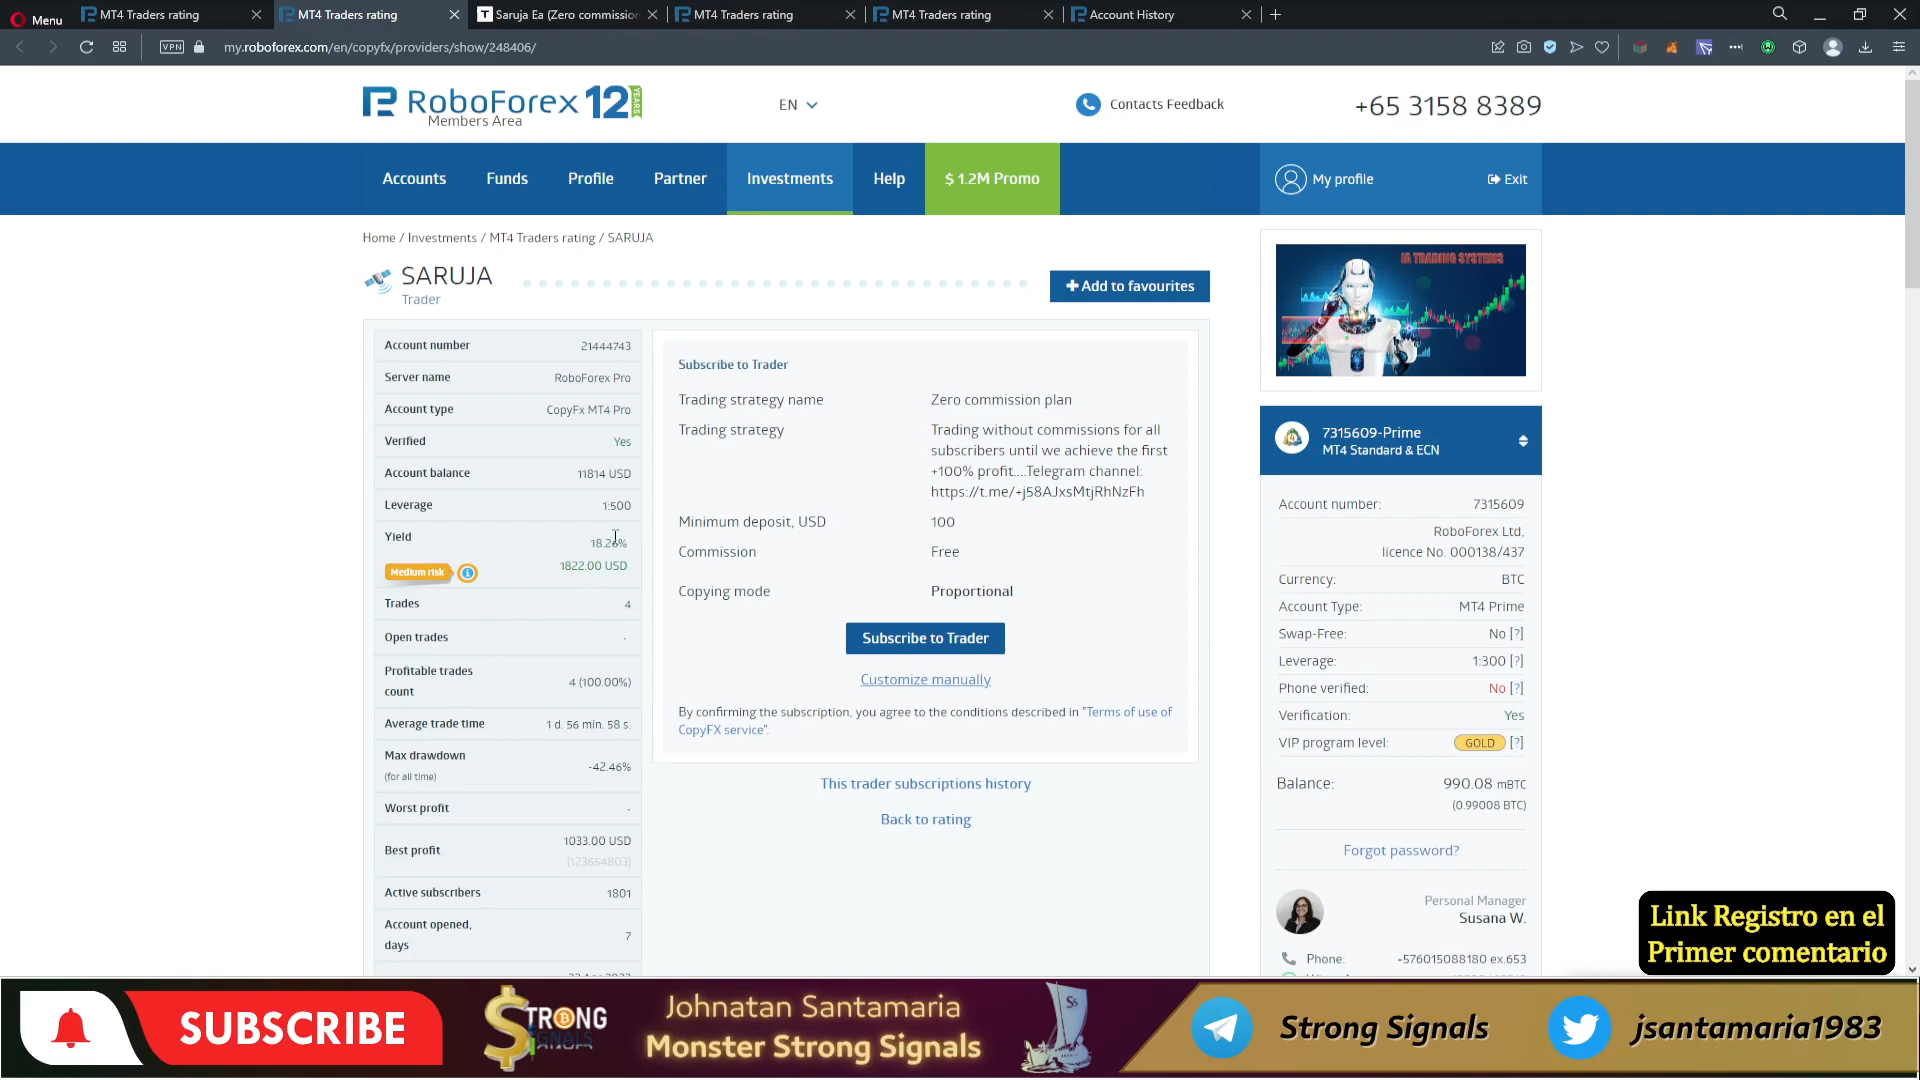 Menu
MT4 Traders rating
MT4 Traders rating
Saruja Ea (Zero commission
MT4 Traders rating
MT4 Traders rating
Account History
VPN
my.roboforex.com/en/copyfx/providers/show/248406/
RoboForex 12 YEARS
Members Area
EN
Contacts Feedback
+65 3158 8389
Accounts
Funds
Profile
Partner
Investments
Help
$ 1.2M Promo
My profile
Exit
Home / Investments / MT4 Traders rating / SARUJA
SARUJA
Trader
Add to favourites
Account number 21444743
Server name RoboForex Pro
Account type CopyFx MT4 Pro
Verified Yes
Account balance 11814 USD
Leverage 1:500
Yield 18.26%
Medium risk 1822.00 USD
Trades 4
Open trades -
Profitable trades
count 4 (100.00%)
Average trade time 1 d. 56 min. 58 s.
Max drawdown
(for all time) -42.46%
Worst profit -
Best profit 1033.00 USD
(123654803)
Active subscribers 1801
Account opened,
days 7
Subscribe to Trader
Trading strategy name Zero commission plan
Trading strategy Trading without commissions for all
subscribers until we achieve the first
+100% profit....Telegram channel:
https://t.me/+j58AJxsMtjRhNzFh
Minimum deposit, USD 100
Commission Free
Copying mode Proportional
Subscribe to Trader
Customize manually
By confirming the subscription, you agree to the conditions described in "Terms of use of
CopyFX service".
This trader subscriptions history
Back to rating
IA TRADING SYSTEMS
7315609-Prime
MT4 Standard & ECN
Account number: 7315609
RoboForex Ltd,
licence No. 000138/437
Currency: BTC
Account Type: MT4 Prime
Swap-Free: No [?]
Leverage: 1:300 [?]
Phone verified: No [?]
Verification: Yes
VIP program level: GOLD [?]
Balance: 990.08 mBTC
(0.99008 BTC)
Forgot password?
Personal Manager
Susana W.
Phone: +576015088180 ex.653
Link Registro en el
Primer comentario
SUBSCRIBE
STRONG
SIGNALS
Johnatan Santamaria
Monster Strong Signals
Ss
Strong Signals
jsantamaria1983